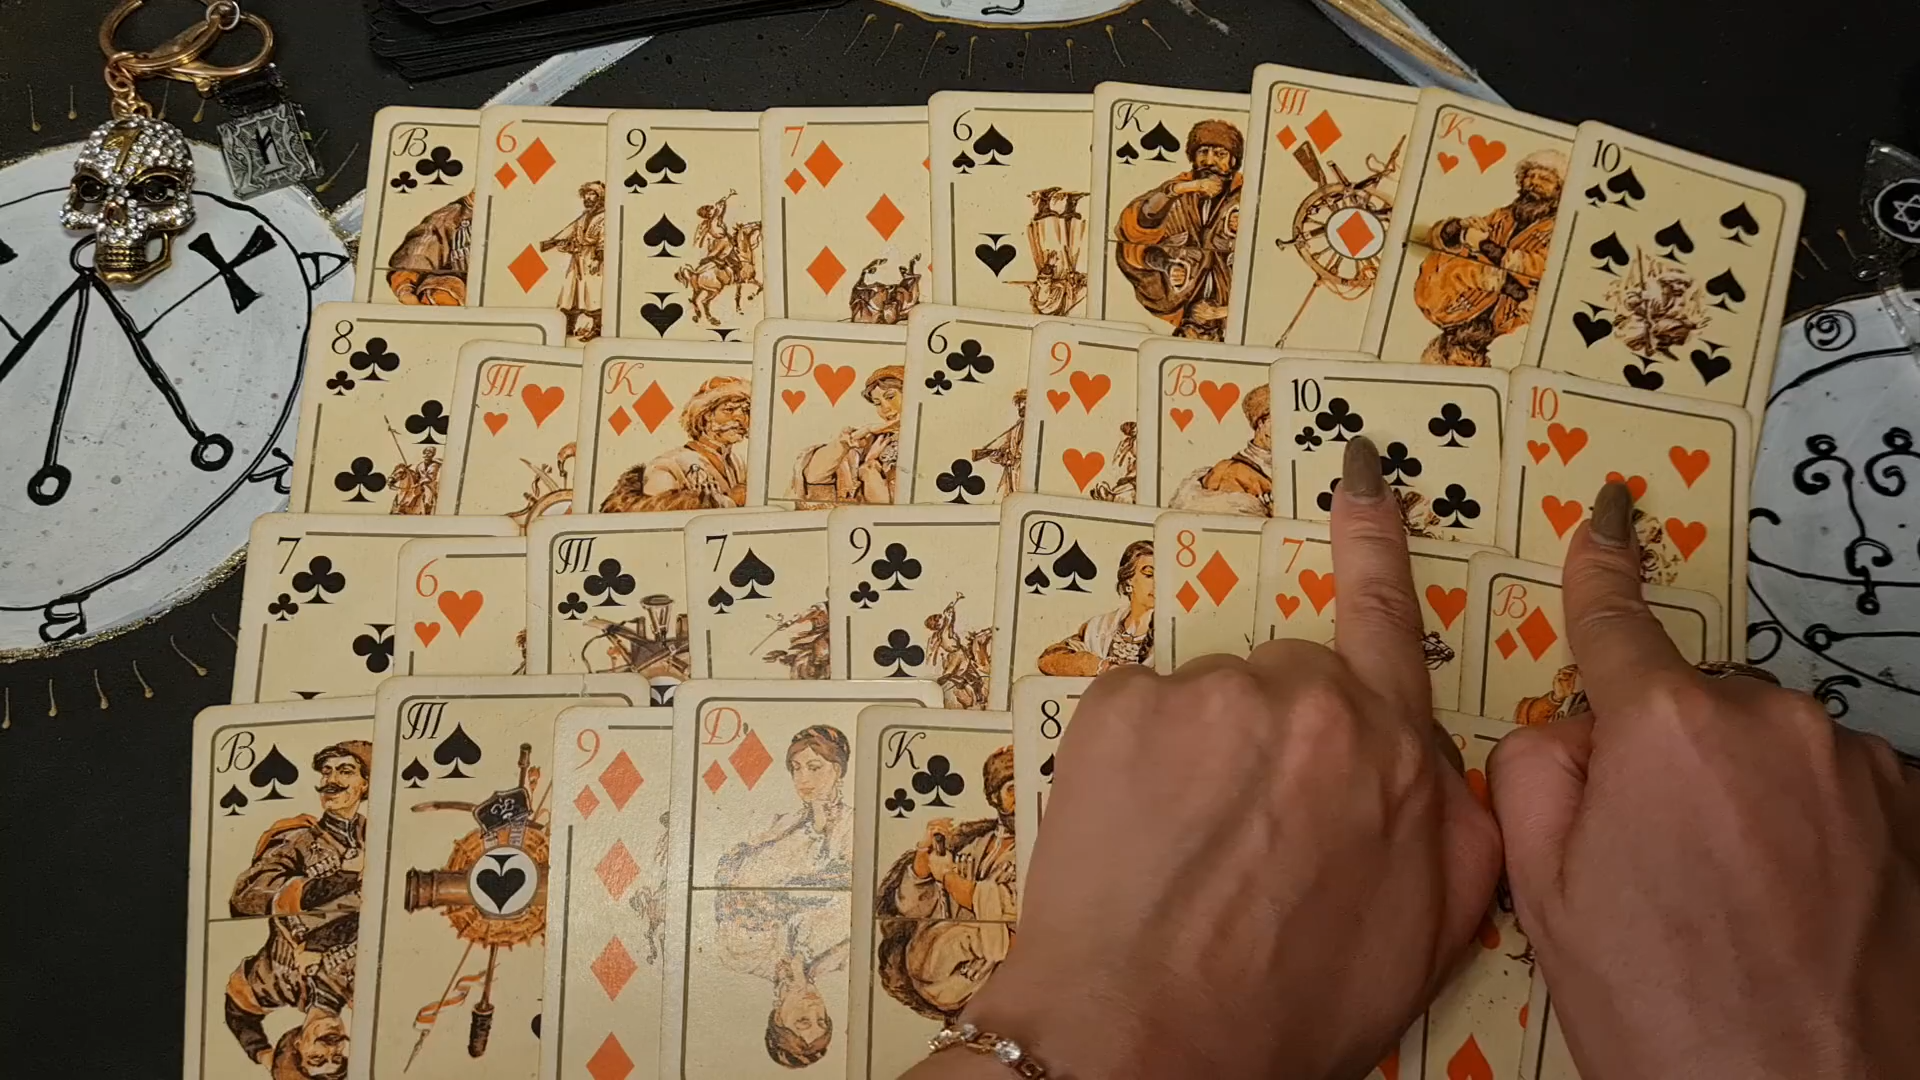 В 6 9 7 6 К Т К 10
8 Т К D 6 9 В 10 10
7 6 Т 7 9 D 8 7 В
В Т 9 D К 8